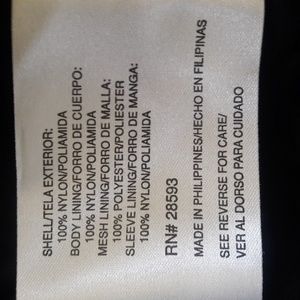 SHELL/TELA EXTERIOR:
100% NYLON/POLIAMIDA
BODY LINING/FORRO DE CUERPO:
100% NYLON/POLIAMIDA
MESH LINING/FORRO DE MALLA:
100% POLYESTER/POLIESTER
SLEEVE LINING/FORRO DE MANGA:
100% NYLON/POLIAMIDA
RN# 28593
MADE IN PHILIPPINES/HECHO EN FILIPINAS
SEE REVERSE FOR CARE/
VER AL DORSO PARA CUIDADO